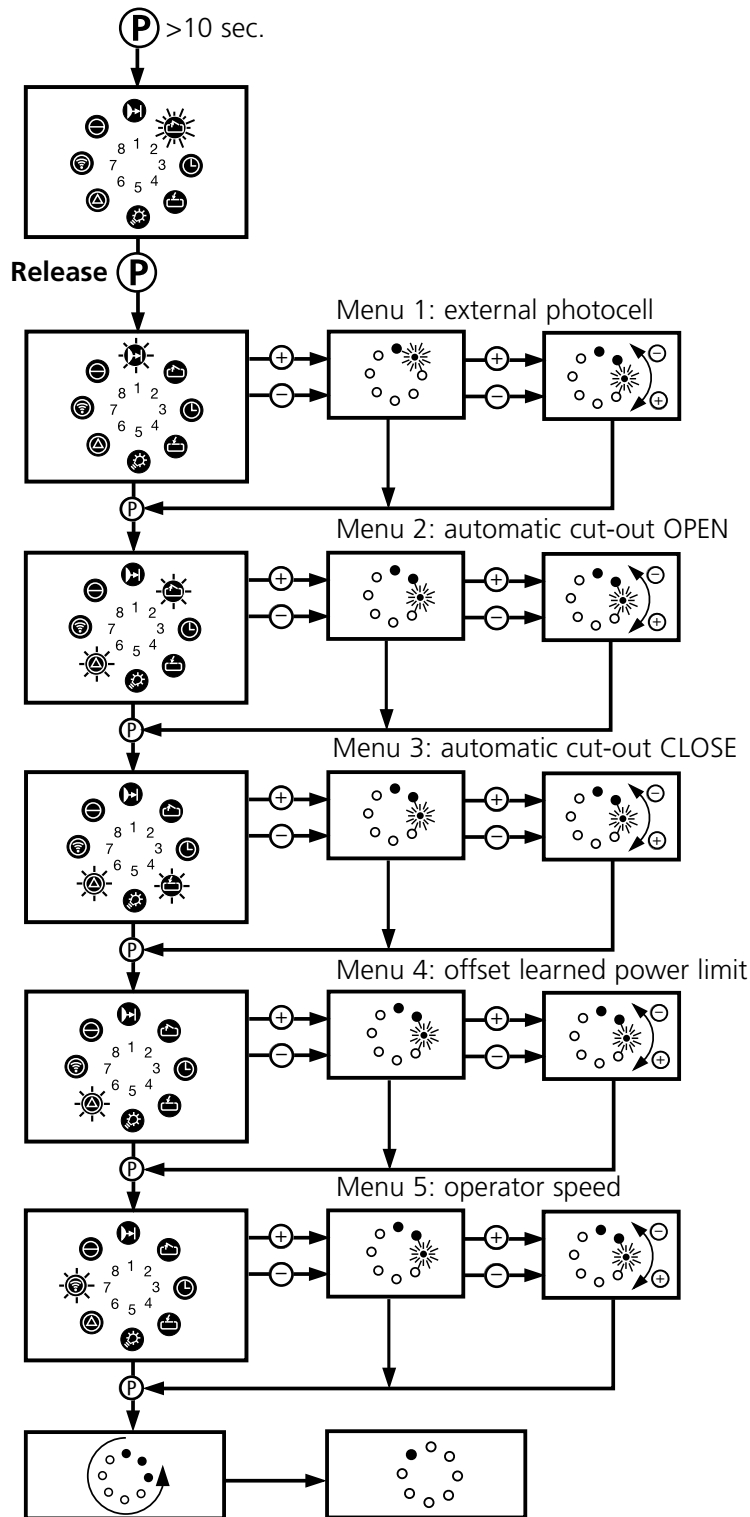 P >10 sec.
8 1 2
7 3
6 5 4
Release P
Menu 1: external photocell
8 1 2
7 3
6 5 4
+ +
- -
-
+
P
Menu 2: automatic cut-out OPEN
8 1 2
7 3
6 5 4
+ +
- -
-
+
P
Menu 3: automatic cut-out CLOSE
8 1 2
7 3
6 5 4
+ +
- -
-
+
P
Menu 4: offset learned power limit
8 1 2
7 3
6 5 4
+ +
- -
-
+
P
Menu 5: operator speed
8 1 2
7 3
6 5 4
+ +
- -
-
+
P